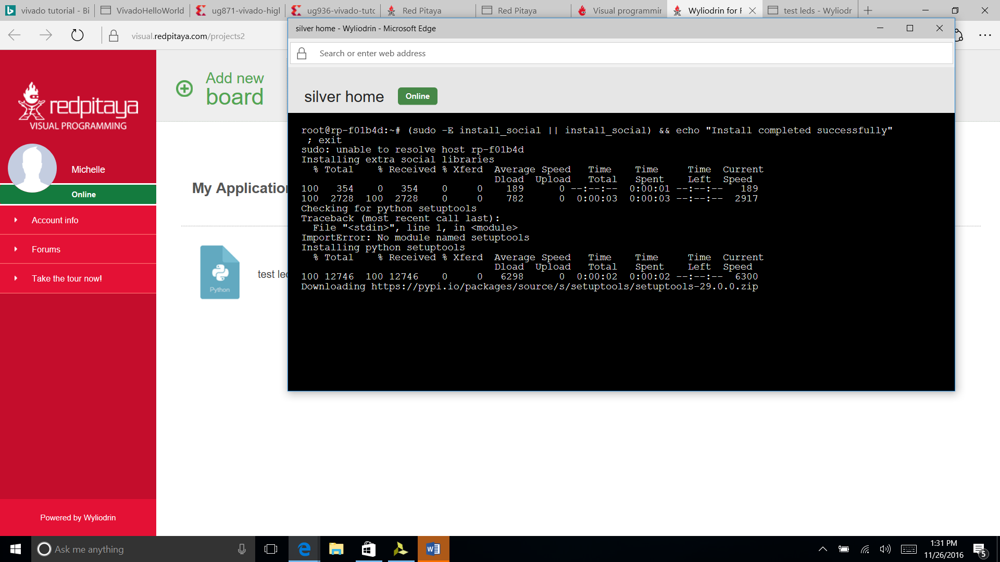 vivado tutorial - Bi
VivadoHelloWorld
ug871-vivado-higl
ug936-vivado-tutc
Red Pitaya
Red Pitaya
Visual programmin
Wyliodrin for F
test leds - Wyliodr
visual.redpitaya.com/projects2
silver home - Wyliodrin - Microsoft Edge
Search or enter web address
redpitaya
VISUAL PROGRAMMING
Michelle
Online
Account info
Forums
Take the tour now!
Powered by Wyliodrin
Add new
board
My Application
Python
test led
silver home
Online
root@rp-f01b4d:~# (sudo -E install_social || install_social) && echo "Install completed successfully"
; exit
sudo: unable to resolve host rp-f01b4d
Installing extra social libraries
% Total % Received % Xferd Average Speed Time Time Time Current
Dload Upload Total Spent Left Speed
100 354 0 354 0 0 189 0 --:--:-- 0:00:01 --:--:-- 189
100 2728 100 2728 0 0 782 0 0:00:03 0:00:03 --:--:-- 2917
Checking for python setuptools
Traceback (most recent call last):
File "<stdin>", line 1, in <module>
ImportError: No module named setuptools
Installing python setuptools
% Total % Received % Xferd Average Speed Time Time Time Current
Dload Upload Total Spent Left Speed
100 12746 100 12746 0 0 6298 0 0:00:02 0:00:02 --:--:-- 6300
Downloading https://pypi.io/packages/source/s/setuptools/setuptools-29.0.0.zip
Ask me anything
1:31 PM
11/26/2016
5